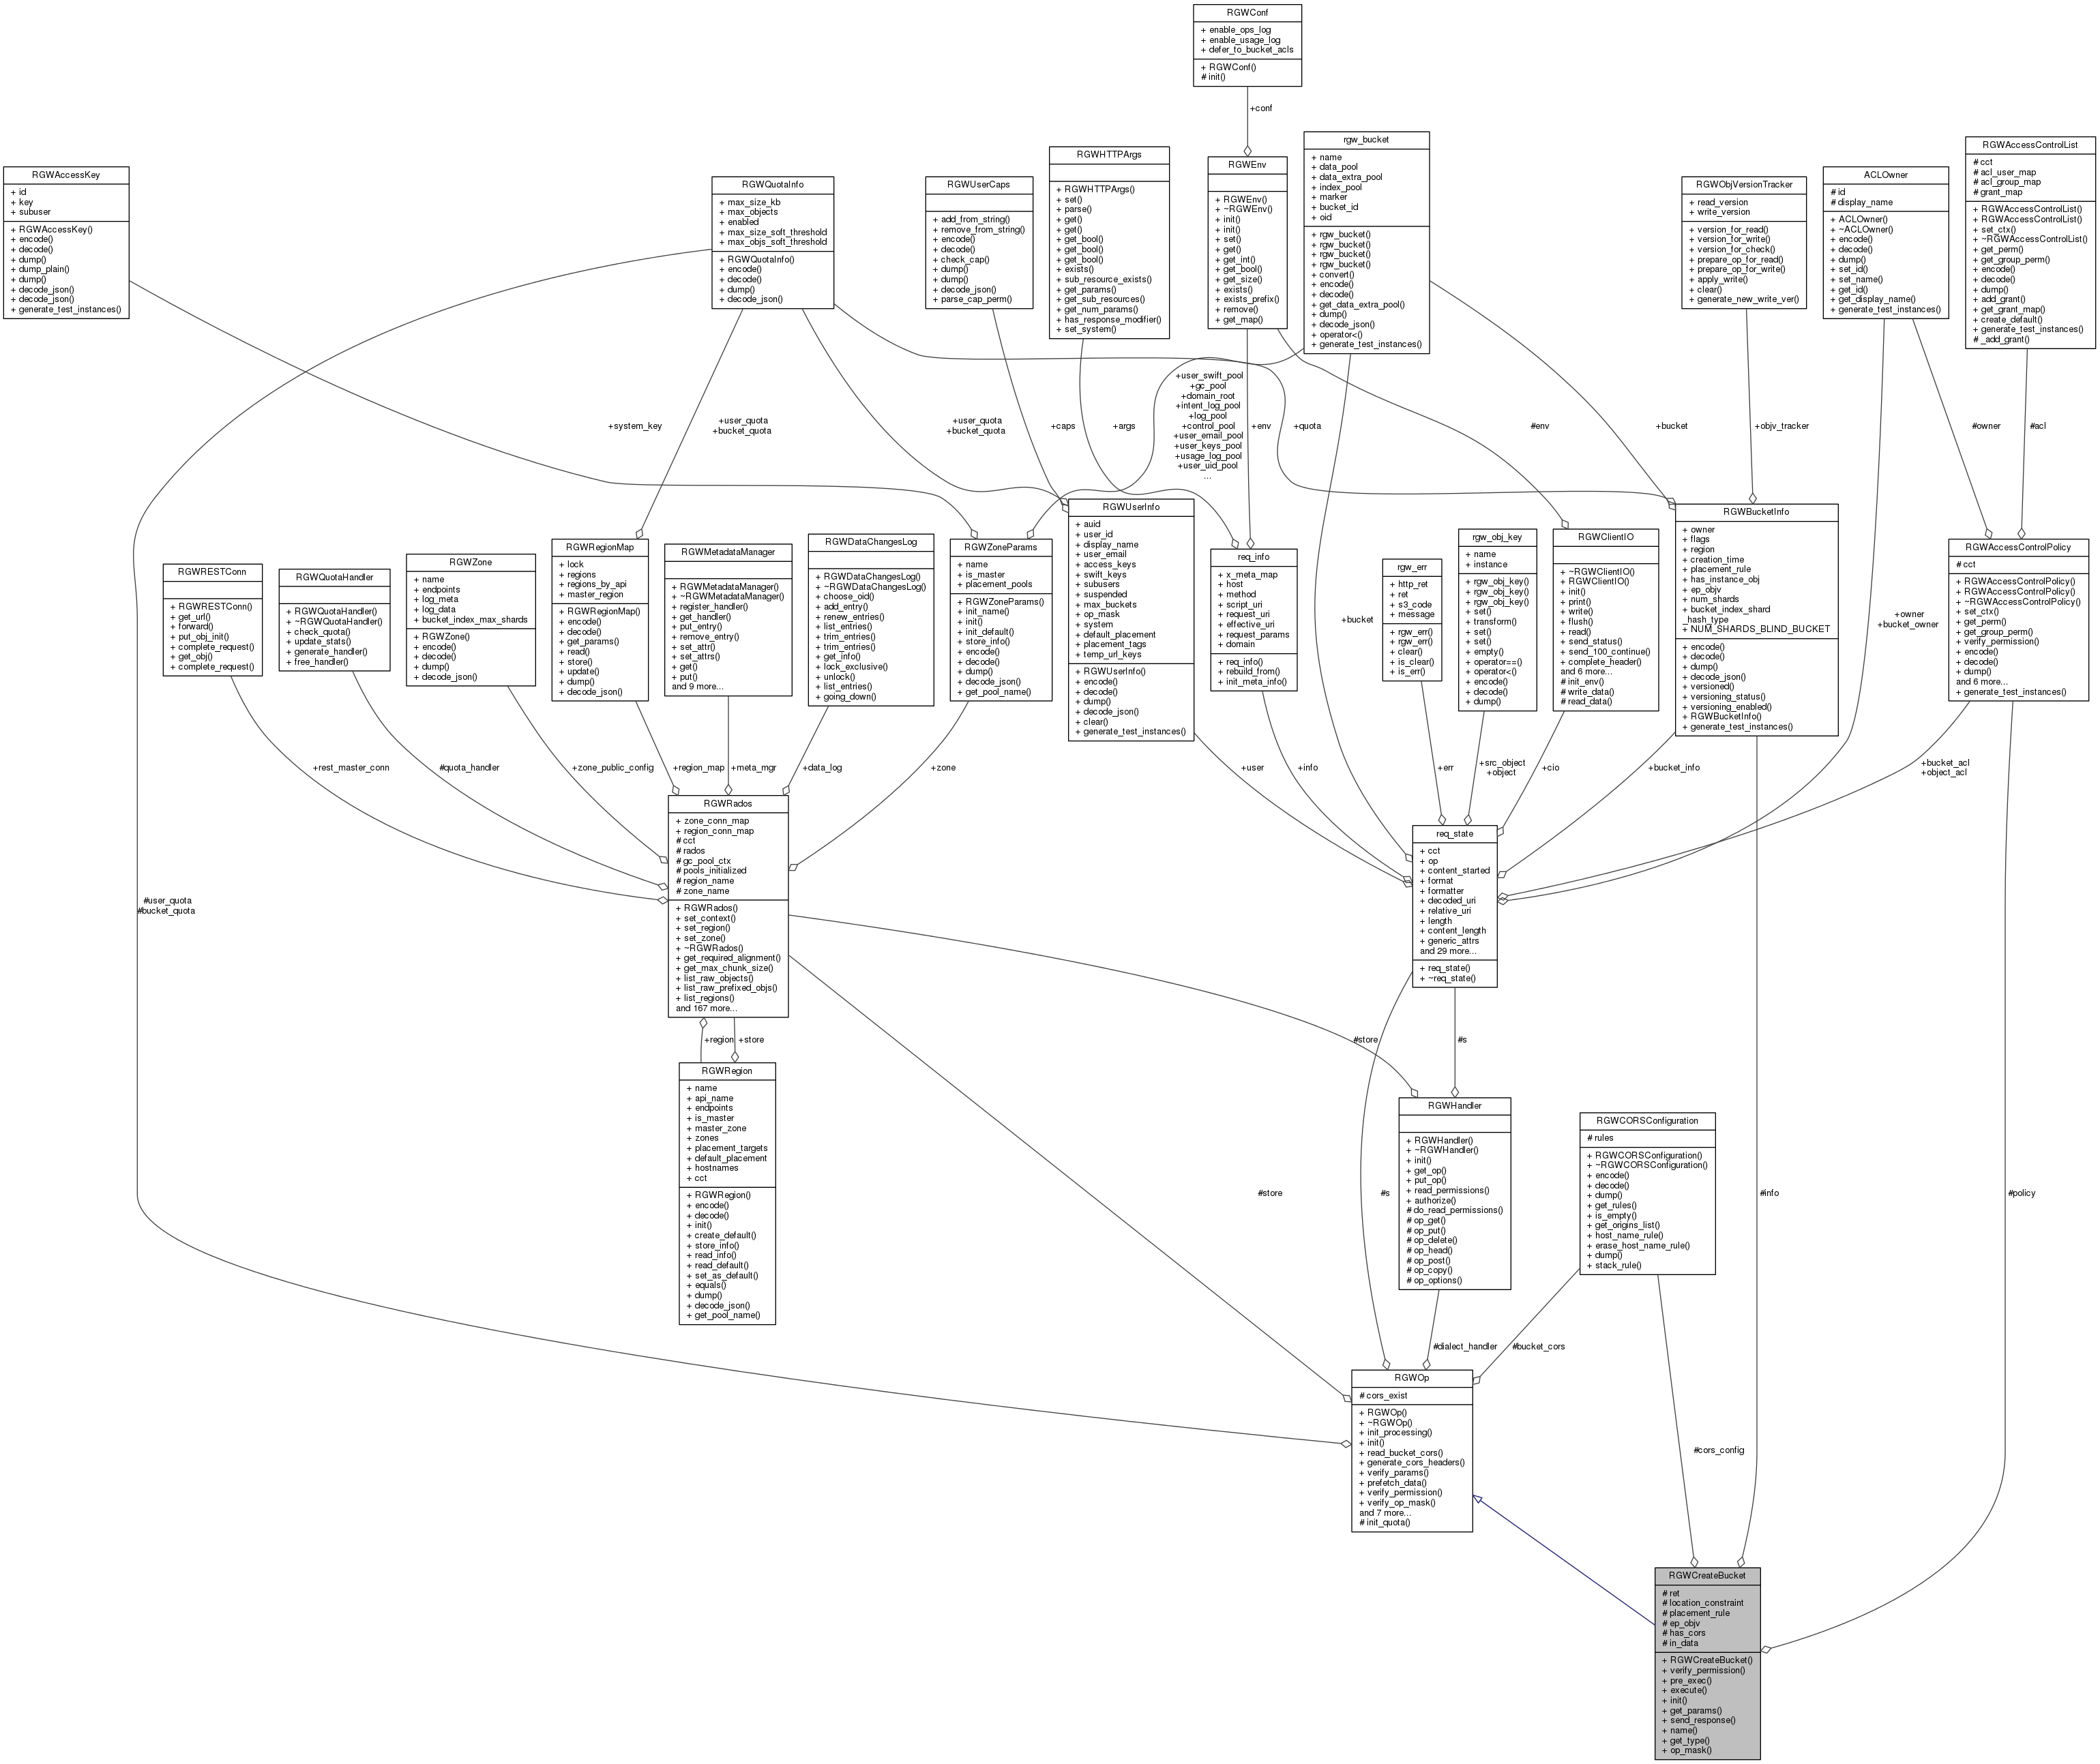 RGWConf
+ enable_ops_log
+ enable_usage_log
+ defer_to_bucket_acls
+ RGWConf()
# init()
+conf
RGWAccessKey
+ id
+ key
+ subuser
+ RGWAccessKey()
+ encode()
+ decode()
+ dump()
+ dump_plain()
+ dump()
+ decode_json()
+ decode_json()
+ generate_test_instances()
RGWQuotaInfo
+ max_size_kb
+ max_objects
+ enabled
+ max_size_soft_threshold
+ max_objs_soft_threshold
+ RGWQuotaInfo()
+ encode()
+ decode()
+ dump()
+ decode_json()
RGWUserCaps
+ add_from_string()
+ remove_from_string()
+ encode()
+ decode()
+ check_cap()
+ dump()
+ dump()
+ decode_json()
+ parse_cap_perm()
RGWHTTPArgs
+ RGWHTTPArgs()
+ set()
+ parse()
+ get()
+ get()
+ get_bool()
+ get_bool()
+ get_bool()
+ exists()
+ sub_resource_exists()
+ get_params()
+ get_sub_resources()
+ get_num_params()
+ has_response_modifier()
+ set_system()
RGWEnv
+ RGWEnv()
+ ~RGWEnv()
+ init()
+ init()
+ set()
+ get()
+ get_int()
+ get_bool()
+ get_size()
+ exists()
+ exists_prefix()
+ remove()
+ get_map()
rgw_bucket
+ name
+ data_pool
+ data_extra_pool
+ index_pool
+ marker
+ bucket_id
+ oid
+ rgw_bucket()
+ rgw_bucket()
+ rgw_bucket()
+ rgw_bucket()
+ convert()
+ encode()
+ decode()
+ get_data_extra_pool()
+ dump()
+ decode_json()
+ operator<()
+ generate_test_instances()
RGWObjVersionTracker
+ read_version
+ write_version
+ version_for_read()
+ version_for_write()
+ version_for_check()
+ prepare_op_for_read()
+ prepare_op_for_write()
+ apply_write()
+ clear()
+ generate_new_write_ver()
ACLOwner
# id
# display_name
+ ACLOwner()
+ ~ACLOwner()
+ encode()
+ decode()
+ dump()
+ set_id()
+ set_name()
+ get_id()
+ get_display_name()
+ generate_test_instances()
RGWAccessControlList
# cct
# acl_user_map
# acl_group_map
# grant_map
+ RGWAccessControlList()
+ RGWAccessControlList()
+ set_ctx()
+ ~RGWAccessControlList()
+ get_perm()
+ get_group_perm()
+ encode()
+ decode()
+ dump()
+ add_grant()
+ get_grant_map()
+ create_default()
+ generate_test_instances()
# _add_grant()
+system_key
+user_quota
+bucket_quota
+user_quota
+bucket_quota
+caps
+args
+user_swift_pool
+gc_pool
+domain_root
+intent_log_pool
+log_pool
+control_pool
+user_email_pool
+user_keys_pool
+usage_log_pool
+user_uid_pool
...
+env
+quota
#env
+bucket
+objv_tracker
#owner
#acl
RGWRESTConn
+ RGWRESTConn()
+ get_url()
+ forward()
+ put_obj_init()
+ complete_request()
+ get_obj()
+ complete_request()
RGWQuotaHandler
+ RGWQuotaHandler()
+ ~RGWQuotaHandler()
+ check_quota()
+ update_stats()
+ generate_handler()
+ free_handler()
RGWZone
+ name
+ endpoints
+ log_meta
+ log_data
+ bucket_index_max_shards
+ RGWZone()
+ encode()
+ decode()
+ dump()
+ decode_json()
RGWRegionMap
+ lock
+ regions
+ regions_by_api
+ master_region
+ RGWRegionMap()
+ encode()
+ decode()
+ get_params()
+ read()
+ store()
+ update()
+ dump()
+ decode_json()
RGWMetadataManager
+ RGWMetadataManager()
+ ~RGWMetadataManager()
+ register_handler()
+ get_handler()
+ put_entry()
+ remove_entry()
+ set_attr()
+ set_attrs()
+ get()
+ put()
and 9 more...
RGWDataChangesLog
+ RGWDataChangesLog()
+ ~RGWDataChangesLog()
+ choose_oid()
+ add_entry()
+ renew_entries()
+ list_entries()
+ trim_entries()
+ trim_entries()
+ get_info()
+ lock_exclusive()
+ unlock()
+ list_entries()
+ going_down()
RGWZoneParams
+ name
+ is_master
+ placement_pools
+ RGWZoneParams()
+ init_name()
+ init()
+ init_default()
+ store_info()
+ encode()
+ decode()
+ dump()
+ decode_json()
+ get_pool_name()
RGWUserInfo
+ auid
+ user_id
+ display_name
+ user_email
+ access_keys
+ swift_keys
+ subusers
+ suspended
+ max_buckets
+ op_mask
+ system
+ default_placement
+ placement_tags
+ temp_url_keys
+ RGWUserInfo()
+ encode()
+ decode()
+ dump()
+ decode_json()
+ clear()
+ generate_test_instances()
req_info
+ x_meta_map
+ host
+ method
+ script_uri
+ request_uri
+ effective_uri
+ request_params
+ domain
+ req_info()
+ rebuild_from()
+ init_meta_info()
rgw_err
+ http_ret
+ ret
+ s3_code
+ message
+ rgw_err()
+ rgw_err()
+ clear()
+ is_clear()
+ is_err()
rgw_obj_key
+ name
+ instance
+ rgw_obj_key()
+ rgw_obj_key()
+ rgw_obj_key()
+ set()
+ transform()
+ set()
+ set()
+ empty()
+ operator==()
+ operator<()
+ encode()
+ decode()
+ dump()
RGWClientIO
+ ~RGWClientIO()
+ RGWClientIO()
+ init()
+ print()
+ write()
+ flush()
+ read()
+ send_status()
+ send_100_continue()
+ complete_header()
and 6 more...
# init_env()
# write_data()
# read_data()
RGWBucketInfo
+ owner
+ flags
+ region
+ creation_time
+ placement_rule
+ has_instance_obj
+ ep_objv
+ num_shards
+ bucket_index_shard
_hash_type
+ NUM_SHARDS_BLIND_BUCKET
+ encode()
+ decode()
+ dump()
+ decode_json()
+ versioned()
+ versioning_status()
+ versioning_enabled()
+ RGWBucketInfo()
+ generate_test_instances()
RGWAccessControlPolicy
# cct
+ RGWAccessControlPolicy()
+ RGWAccessControlPolicy()
+ ~RGWAccessControlPolicy()
+ set_ctx()
+ get_perm()
+ get_group_perm()
+ verify_permission()
+ encode()
+ decode()
+ dump()
and 6 more...
+ generate_test_instances()
+bucket
+owner
+bucket_owner
+rest_master_conn
#quota_handler
+zone_public_config
+region_map
+meta_mgr
+data_log
+zone
+user
+info
+err
+src_object
+object
+cio
+bucket_info
+bucket_acl
+object_acl
RGWRados
+ zone_conn_map
+ region_conn_map
# cct
# rados
# gc_pool_ctx
# pools_initialized
# region_name
# zone_name
+ RGWRados()
+ set_context()
+ set_region()
+ set_zone()
+ ~RGWRados()
+ get_required_alignment()
+ get_max_chunk_size()
+ list_raw_objects()
+ list_raw_prefixed_objs()
+ list_regions()
and 167 more...
req_state
+ cct
+ op
+ content_started
+ format
+ formatter
+ decoded_uri
+ relative_uri
+ length
+ content_length
+ generic_attrs
and 29 more...
+ req_state()
+ ~req_state()
#user_quota
#bucket_quota
+region
+store
#store
#s
RGWRegion
+ name
+ api_name
+ endpoints
+ is_master
+ master_zone
+ zones
+ placement_targets
+ default_placement
+ hostnames
+ cct
+ RGWRegion()
+ encode()
+ decode()
+ init()
+ create_default()
+ store_info()
+ read_info()
+ read_default()
+ set_as_default()
+ equals()
+ dump()
+ decode_json()
+ get_pool_name()
RGWHandler
+ RGWHandler()
+ ~RGWHandler()
+ init()
+ get_op()
+ put_op()
+ read_permissions()
+ authorize()
# do_read_permissions()
# op_get()
# op_put()
# op_delete()
# op_head()
# op_post()
# op_copy()
# op_options()
RGWCORSConfiguration
# rules
+ RGWCORSConfiguration()
+ ~RGWCORSConfiguration()
+ encode()
+ decode()
+ dump()
+ get_rules()
+ is_empty()
+ get_origins_list()
+ host_name_rule()
+ erase_host_name_rule()
+ dump()
+ stack_rule()
#store
#s
#info
#policy
#dialect_handler
#bucket_cors
RGWOp
# cors_exist
+ RGWOp()
+ ~RGWOp()
+ init_processing()
+ init()
+ read_bucket_cors()
+ generate_cors_headers()
+ verify_params()
+ prefetch_data()
+ verify_permission()
+ verify_op_mask()
and 7 more...
# init_quota()
#cors_config
RGWCreateBucket
# ret
# location_constraint
# placement_rule
# ep_objv
# has_cors
# in_data
+ RGWCreateBucket()
+ verify_permission()
+ pre_exec()
+ execute()
+ init()
+ get_params()
+ send_response()
+ name()
+ get_type()
+ op_mask()